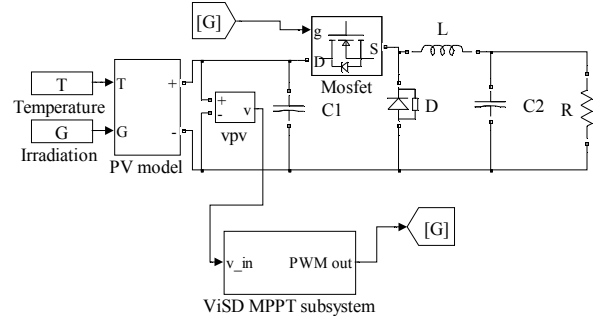 [G]
g
D
S
Mosfet
L
T
Temperature
G
Irradiation
T
+
G
-
PV model
+
-
v
vpv
C1
D
C2
R
[G]
v_in
PWM out
ViSD MPPT subsystem